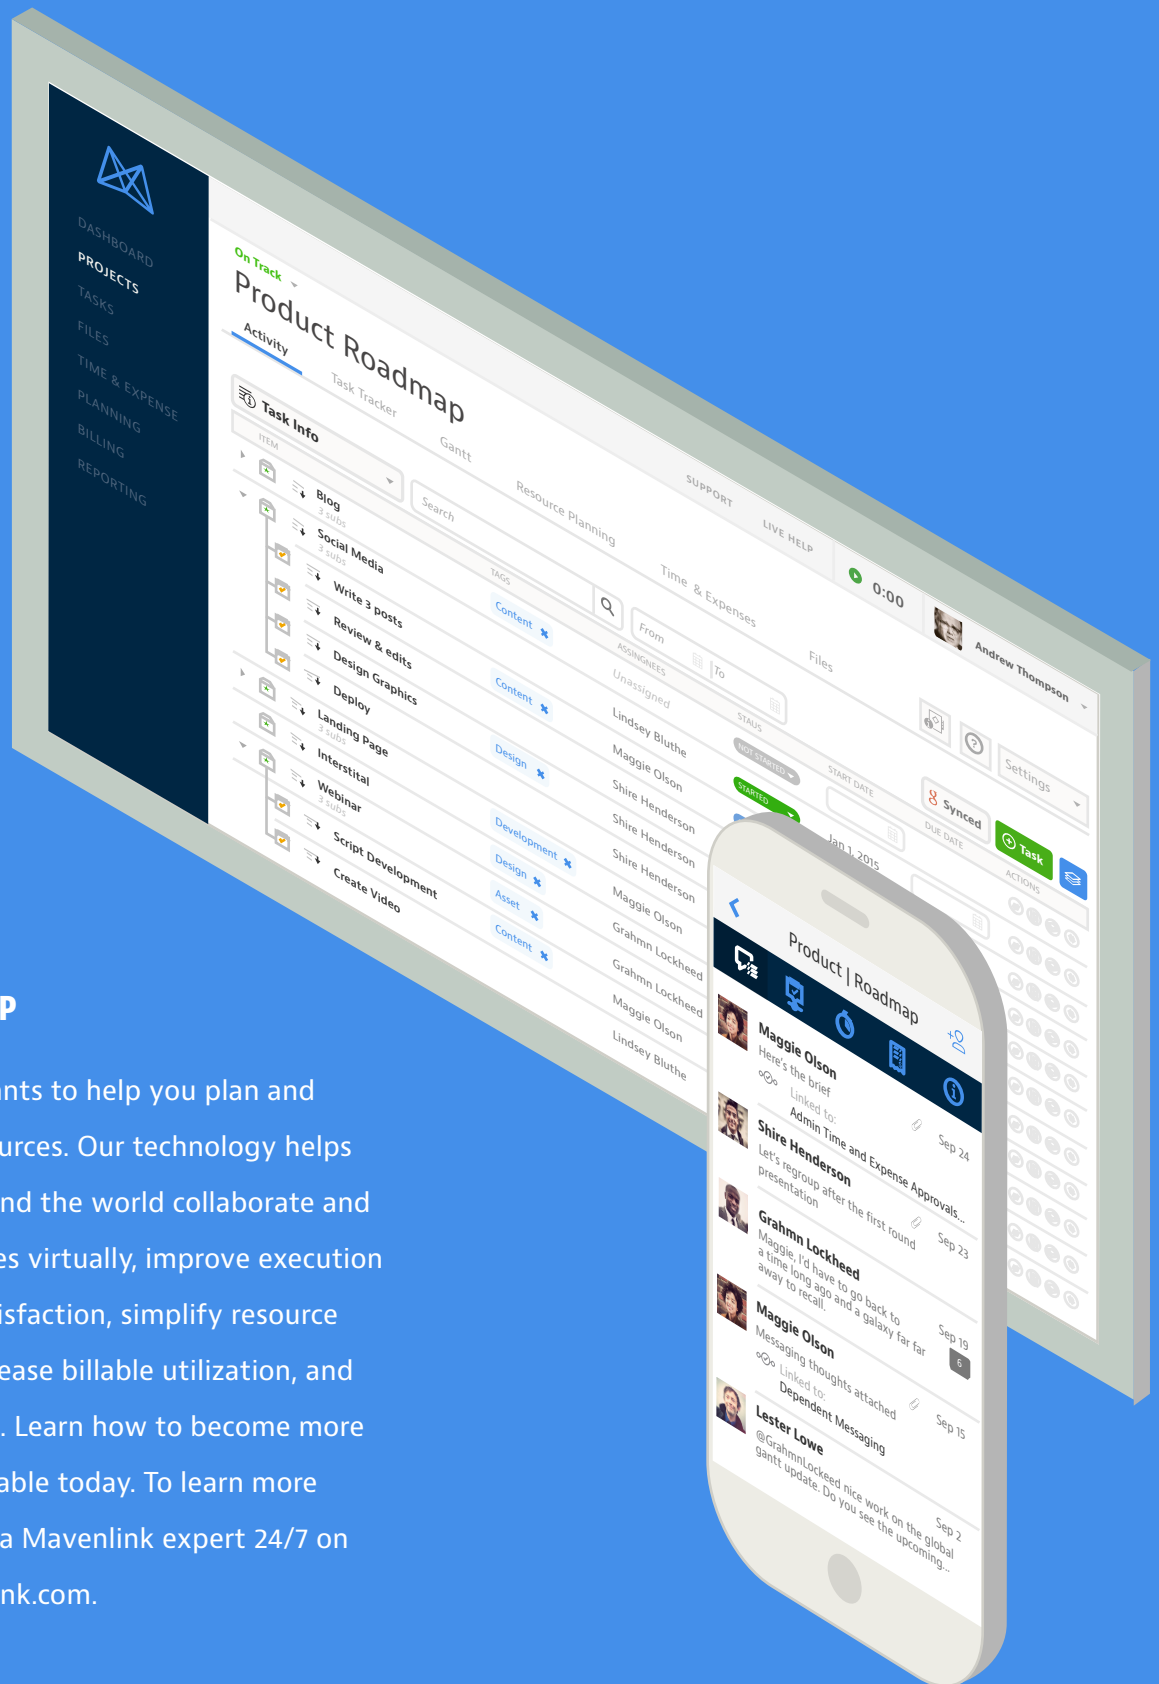 DASHBOARD
PROJECTS
TASKS
FILES
TIME & EXPENSE
PLANNING
BILLING
REPORTING
SUPPORT
LIVE HELP
0:00
Andrew Thompson
On Track
Product Roadmap
Activity
Task Tracker
Gantt
Resource Planning
Time & Expenses
Files
Settings
Task Info
Search
From
To
8 Synced
Task
ITEM
TAGS
ASSINGNEES
STAUS
START DATE
DUE DATE
ACTIONS
Blog
3 subs
Social Media
3 subs
Write 3 posts
Review & edits
Design Graphics
Deploy
Landing Page
3 subs
Interstital
Webinar
3 subs
Script Development
Create Video
Content
Content
Design
Development
Design
Asset
Content
Unassigned
Lindsey Bluthe
Maggie Olson
Shire Henderson
Shire Henderson
Shire Henderson
Maggie Olson
Grahmn Lockheed
Grahmn Lockheed
Maggie Olson
Lindsey Bluthe
NOT STARTED
STARTED
Jan 1, 2015
Product | Roadmap
Maggie Olson
Here's the brief
Linked to:
Admin Time and Expense Approvals...
Sep 24
Shire Henderson
Let's regroup after the first round
presentation
Sep 23
Grahmn Lockheed
Maggie, I'd have to go back to
a time long ago and a galaxy far far
away to recall.
Sep 19
6
Maggie Olson
Messaging thoughts attached
Linked to:
Dependent Messaging
Sep 15
Lester Lowe
@GrahmnLockeed nice work on the global
gantt update. Do you see the upcoming...
Sep 2
p
nts to help you plan and
urces. Our technology helps
nd the world collaborate and
es virtually, improve execution
isfaction, simplify resource
ease billable utilization, and
. Learn how to become more
able today. To learn more
a Mavenlink expert 24/7 on
nk.com.